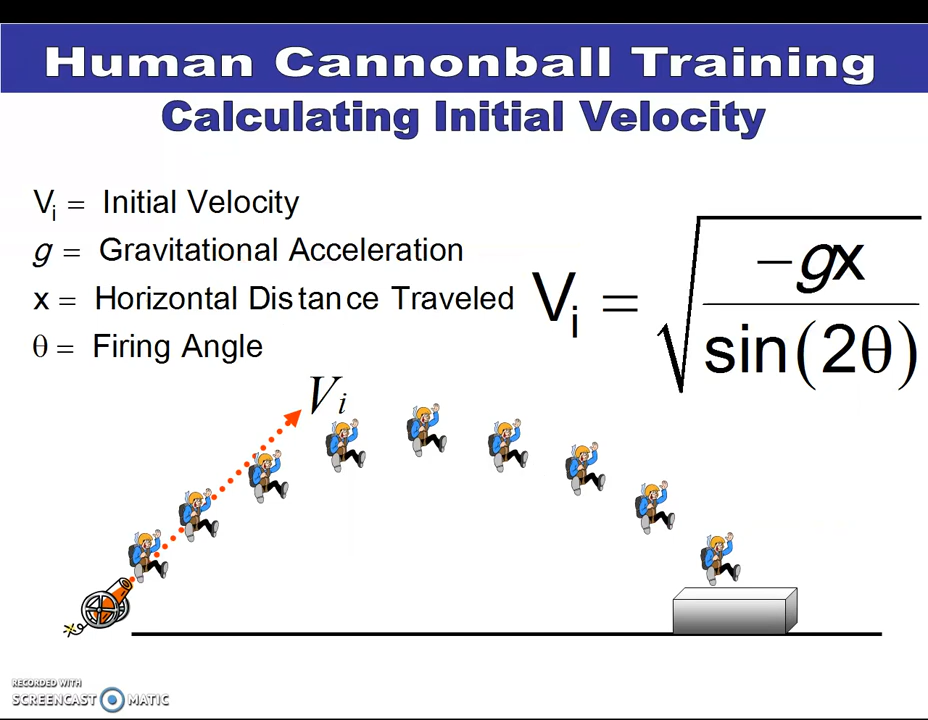 Human Cannonball Training
Calculating Initial Velocity
Vi = Initial Velocity
g = Gravitational Acceleration
x = Horizontal Distance Traveled
θ = Firing Angle
Vi = √(−gx / sin(2θ))
Vi
RECORDED WITH
SCREENCAST MATIC